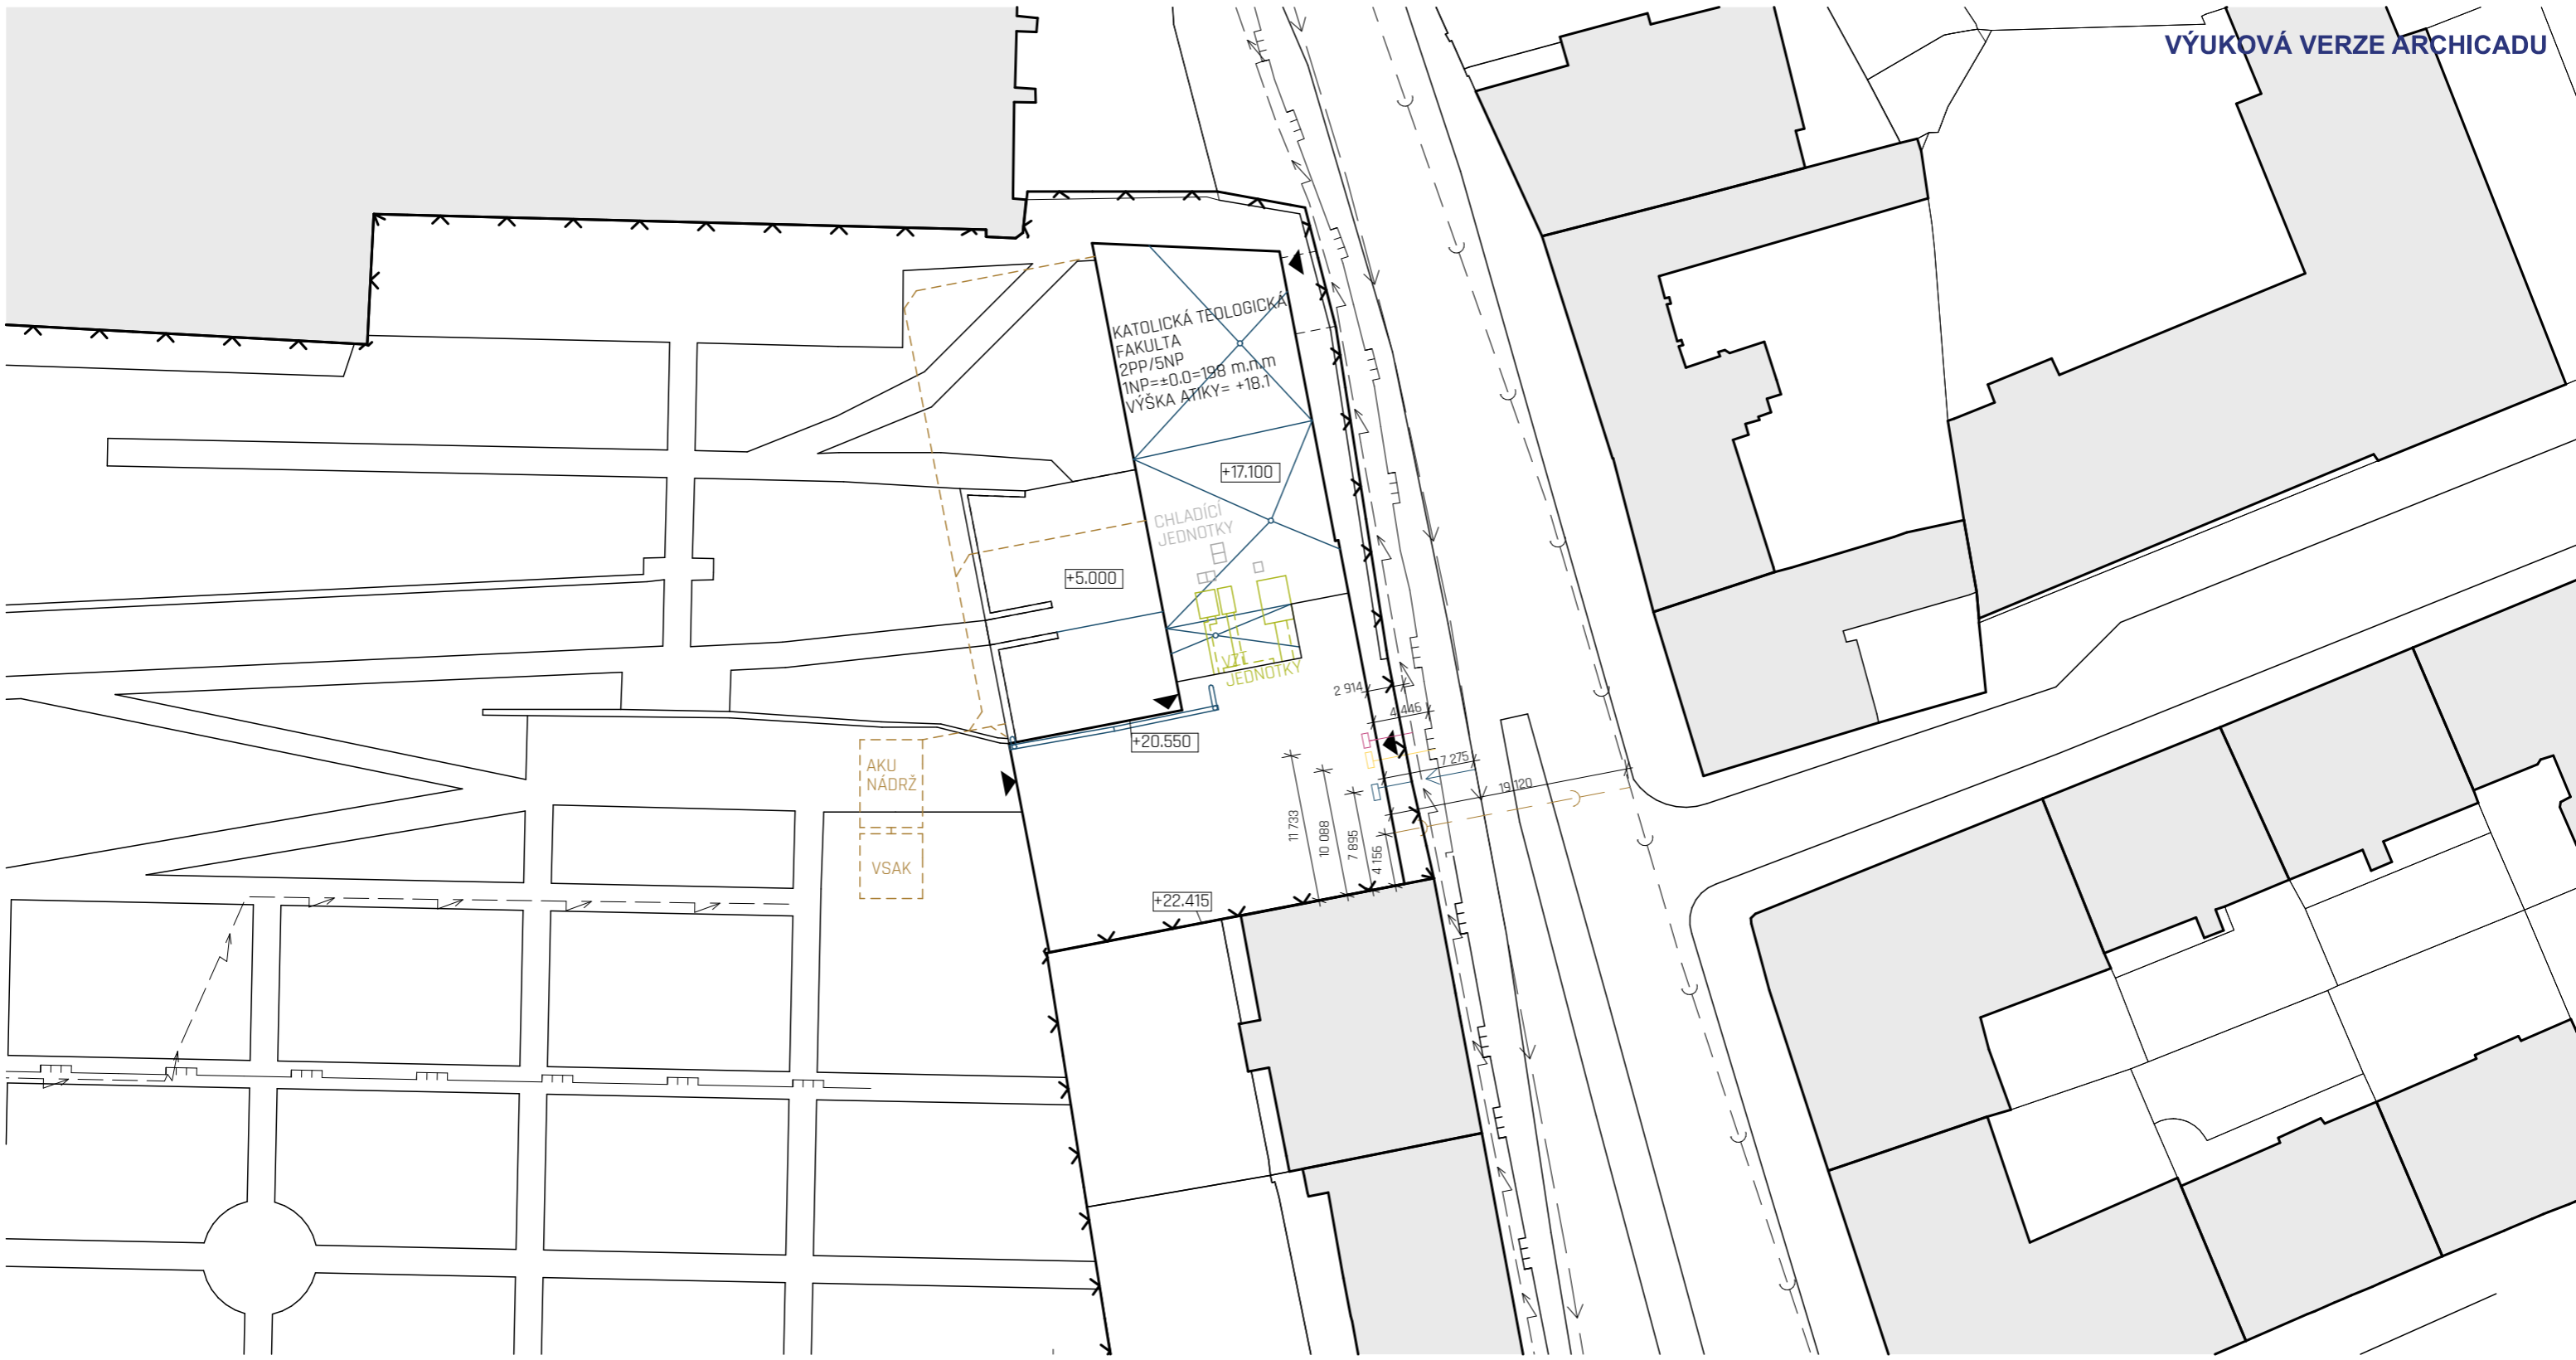 VÝUKOVÁ VERZE ARCHICADU
KATOLICKÁ TEOLOGICKÁ
FAKULTA
2PP/5NP
1NP=±0.0=198 m.n.m
VÝŠKA ATIKY= +18.1
+17.100
CHLADÍCÍ
JEDNOTKY
+5.000
VZT
JEDNOTKY
2 914
4 446
+20.550
7 275
19 120
AKU
NÁDRŽ
11 733
10 088
7 895
4 156
VSAK
+22.415